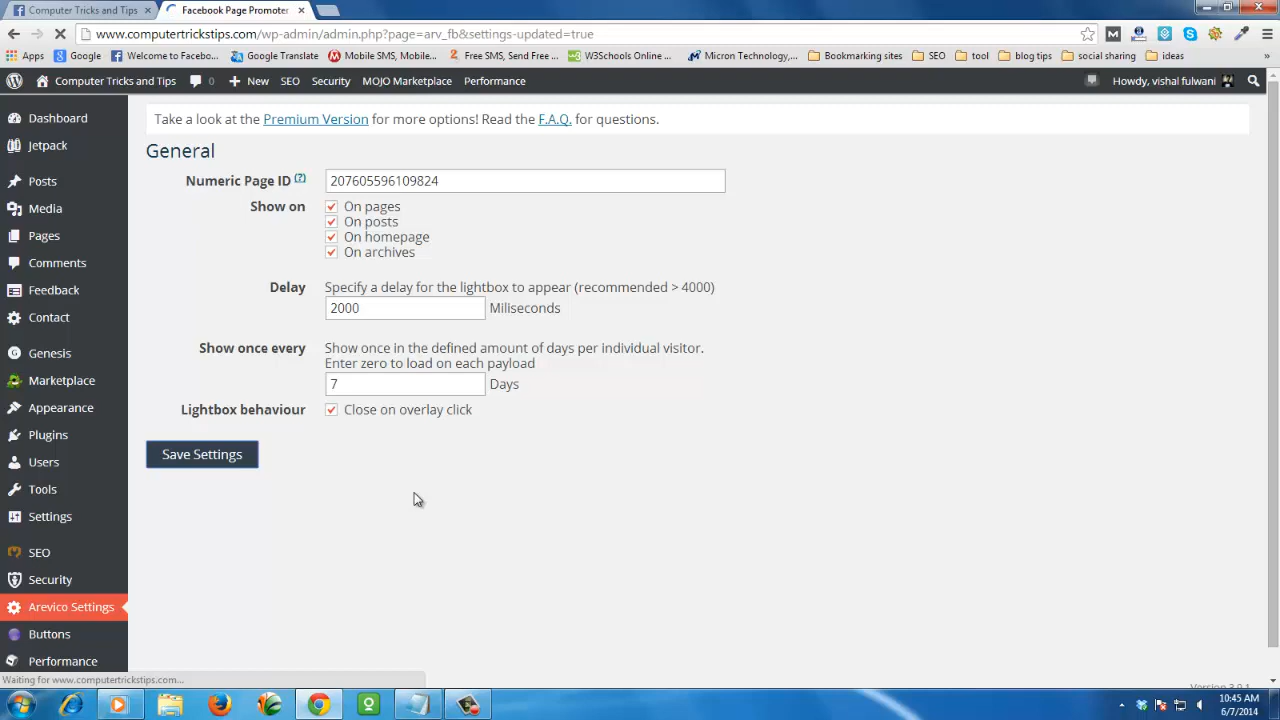 Computer Tricks and Tips
Facebook Page Promoter
www.computertrickstips.com/wp-admin/admin.php?page=arv_fb&settings-updated=true
Apps
Google
Welcome to Facebo...
Google Translate
Mobile SMS, Mobile...
Free SMS, Send Free ...
W3Schools Online ...
Micron Technology,...
Bookmarking sites
SEO
tool
blog tips
social sharing
ideas
»
Computer Tricks and Tips
0
New
SEO
Security
MOJO Marketplace
Performance
Howdy, vishal fulwani
Dashboard
Jetpack
Posts
Media
Pages
Comments
Feedback
Contact
Genesis
Marketplace
Appearance
Plugins
Users
Tools
Settings
SEO
Security
Arevico Settings
Buttons
Performance
Take a look at the Premium Version for more options! Read the F.A.Q. for questions.
General
Numeric Page ID (?)
207605596109824
Show on
On pages
On posts
On homepage
On archives
Delay
Specify a delay for the lightbox to appear (recommended > 4000)
2000
Miliseconds
Show once every
Show once in the defined amount of days per individual visitor.
Enter zero to load on each payload
7
Days
Lightbox behaviour
Close on overlay click
Save Settings
Waiting for www.computertrickstips.com...
Version 3.9.1
10:45 AM
6/7/2014